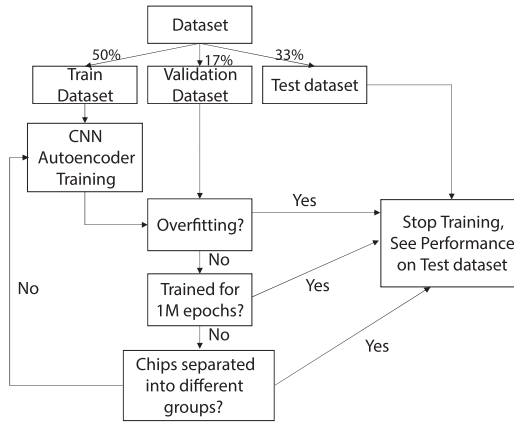 Dataset
50%
17%
33%
Train
Dataset
Validation
Dataset
Test dataset
CNN
Autoencoder
Training
Overfitting?
Yes
Stop Training,
See Performance
on Test dataset
No
No
Trained for
1M epochs?
Yes
No
Chips separated
into different
groups?
Yes